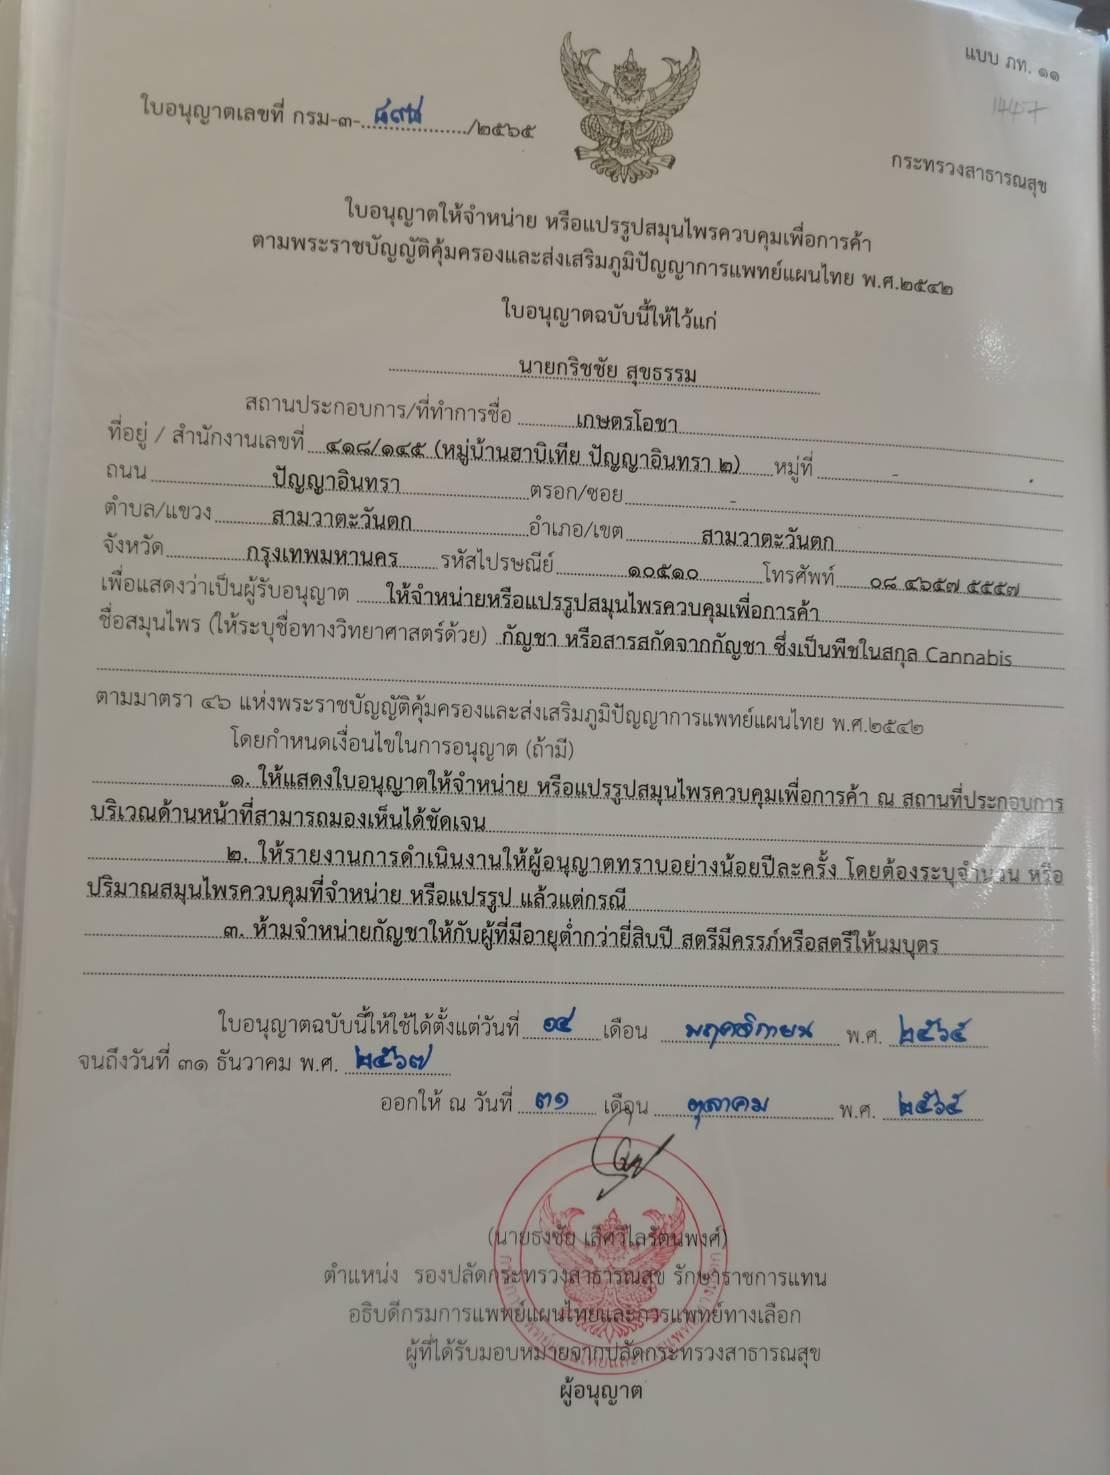 แบบ ภท. ๑๑
1447
ใบอนุญาตเลขที่ กรม-๓-........../๒๕๖๕
กระทรวงสาธารณสุข
ใบอนุญาตให้จำหน่าย หรือแปรรูปสมุนไพรควบคุมเพื่อการค้า
ตามพระราชบัญญัติคุ้มครองและส่งเสริมภูมิปัญญาการแพทย์แผนไทย พ.ศ.๒๕๔๒
ใบอนุญาตฉบับนี้ให้ไว้แก่
นายกริชชัย สุขธรรม
สถานประกอบการ/ที่ทำการชื่อ เกษตรโอชา
ที่อยู่ / สำนักงานเลขที่ ๔๑๘/๑๔๕ (หมู่บ้านฮาบิเทีย ปัญญาอินทรา ๒) หมู่ที่ -
ถนน ปัญญาอินทรา ตรอก/ซอย -
ตำบล/แขวง สามวาตะวันตก อำเภอ/เขต สามวาตะวันตก
จังหวัด กรุงเทพมหานคร รหัสไปรษณีย์ ๑๐๕๑๐ โทรศัพท์ ๐๘ ๔๖๕๗ ๕๕๕๗
เพื่อแสดงว่าเป็นผู้รับอนุญาต ให้จำหน่ายหรือแปรรูปสมุนไพรควบคุมเพื่อการค้า
ชื่อสมุนไพร (ให้ระบุชื่อทางวิทยาศาสตร์ด้วย) กัญชา หรือสารสกัดจากกัญชา ซึ่งเป็นพืชในสกุล Cannabis
ตามมาตรา ๔๖ แห่งพระราชบัญญัติคุ้มครองและส่งเสริมภูมิปัญญาการแพทย์แผนไทย พ.ศ.๒๕๔๒
โดยกำหนดเงื่อนไขในการอนุญาต (ถ้ามี)
๑. ให้แสดงใบอนุญาตให้จำหน่าย หรือแปรรูปสมุนไพรควบคุมเพื่อการค้า ณ สถานที่ประกอบการ
บริเวณด้านหน้าที่สามารถมองเห็นได้ชัดเจน
๒. ให้รายงานการดำเนินงานให้ผู้อนุญาตทราบอย่างน้อยปีละครั้ง โดยต้องระบุจำนวน หรือ
ปริมาณสมุนไพรควบคุมที่จำหน่าย หรือแปรรูป แล้วแต่กรณี
๓. ห้ามจำหน่ายกัญชาให้กับผู้ที่มีอายุต่ำกว่ายี่สิบปี สตรีมีครรภ์หรือสตรีให้นมบุตร
ใบอนุญาตฉบับนี้ให้ใช้ได้ตั้งแต่วันที่ ๑๔ เดือน พฤศจิกายน พ.ศ. ๒๕๖๕
จนถึงวันที่ ๓๑ ธันวาคม พ.ศ. ๒๕๖๗
ออกให้ ณ วันที่ ๓๑ เดือน ตุลาคม พ.ศ. ๒๕๖๕
(นายธงชัย เลิศวิไลรัตนพงศ์)
ตำแหน่ง รองปลัดกระทรวงสาธารณสุข รักษาราชการแทน
อธิบดีกรมการแพทย์แผนไทยและการแพทย์ทางเลือก
ผู้ที่ได้รับมอบหมายจากปลัดกระทรวงสาธารณสุข
ผู้อนุญาต